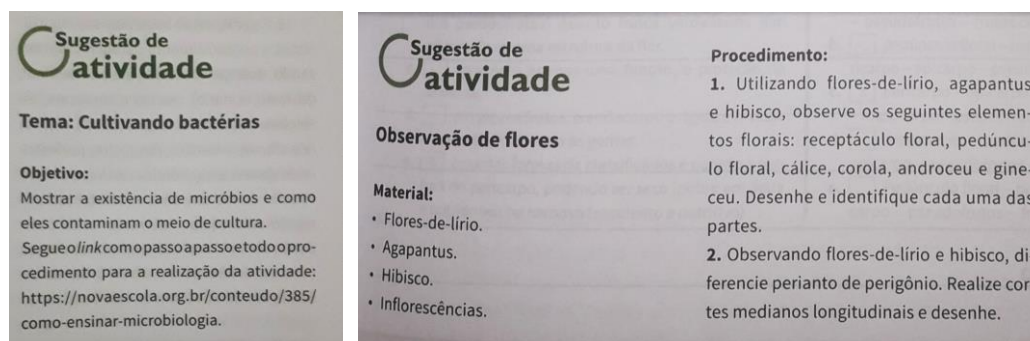 Sugestão de
atividade
Tema: Cultivando bactérias
Objetivo:
Mostrar a existência de micróbios e como
eles contaminam o meio de cultura.
Segue o link com o passo a passo e todo o pro-
cedimento para a realização da atividade:
https://novaescola.org.br/conteudo/385/
como-ensinar-microbiologia.
Sugestão de
atividade
Observação de flores
Material:
• Flores-de-lírio.
• Agapantus.
• Hibisco.
• Inflorescências.
Procedimento:
1. Utilizando flores-de-lírio, agapantus
e hibisco, observe os seguintes elemen-
tos florais: receptáculo floral, pedúncu-
lo floral, cálice, corola, androceu e gine-
ceu. Desenhe e identifique cada uma das
partes.
2. Observando flores-de-lírio e hibisco, di-
ferencie perianto de perigônio. Realize cor-
tes medianos longitudinais e desenhe.